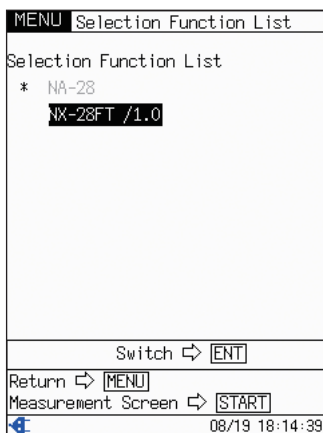 MENU Selection Function List
Selection Function List
* NA-28
NX-28FT /1.0
Switch ⇨ ENT
Return ⇨ MENU
Measurement Screen ⇨ START
08/19 18:14:39